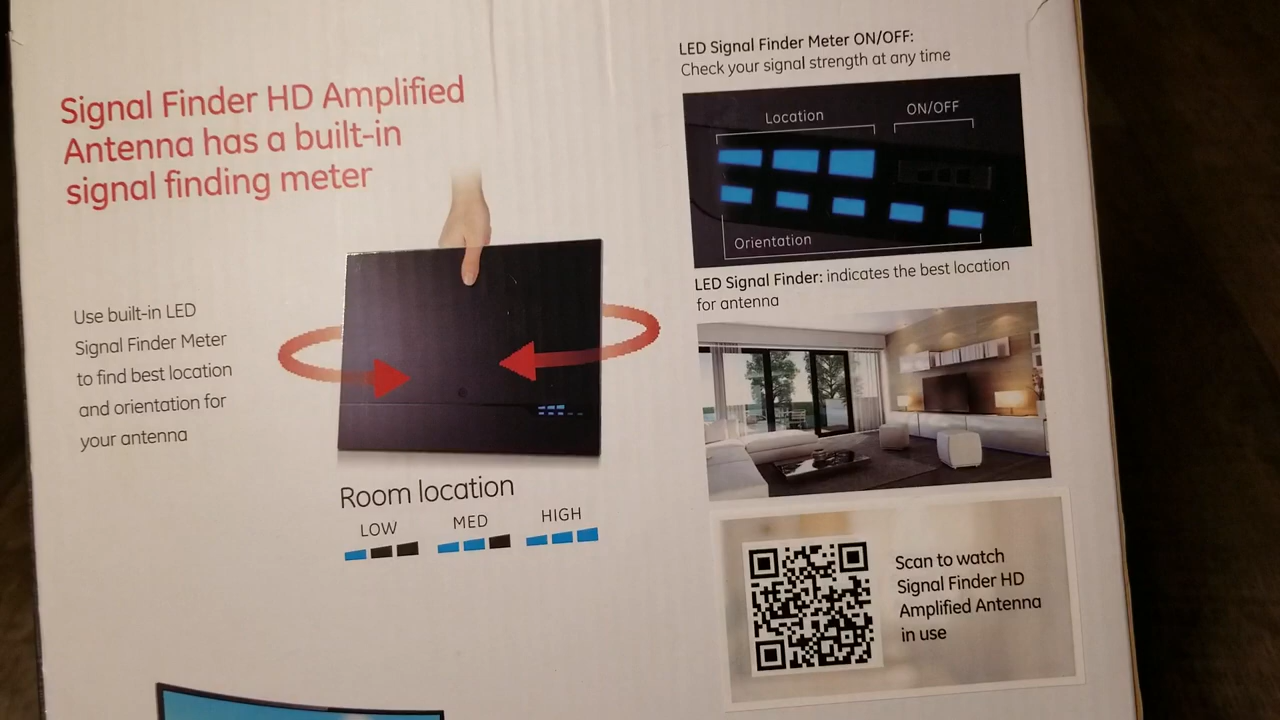 Signal Finder HD Amplified
Antenna has a built-in
signal finding meter
Use built-in LED
Signal Finder Meter
to find best location
and orientation for
your antenna
Room location
LOW MED HIGH
LED Signal Finder Meter ON/OFF:
Check your signal strength at any time
Location ON/OFF
Orientation
LED Signal Finder: indicates the best location
for antenna
Scan to watch
Signal Finder HD
Amplified Antenna
in use